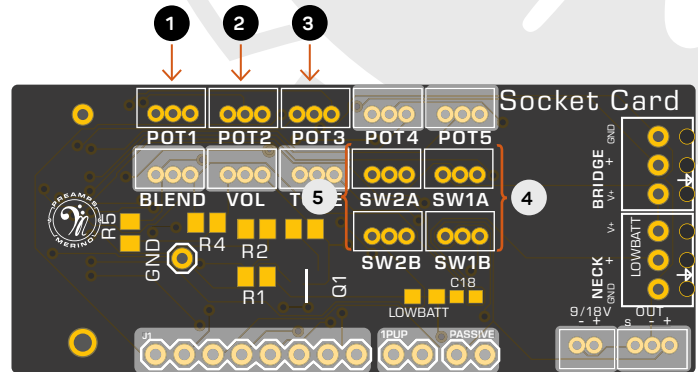 1 2 3
Socket Card
POT1 POT2 POT3 POT4 POT5
BLEND VOL T E
5
4
SW2A SW1A
SW2B SW1B
PREAMPS
MERINO
R5
R4
R2
R1
GND
Q1
C18
LOWBATT
J1
1PUP PASSIVE
BRIDGE
GND
+
V+
NECK
V+
+
GND
LOWBATT
9/18V OUT
- + S - +